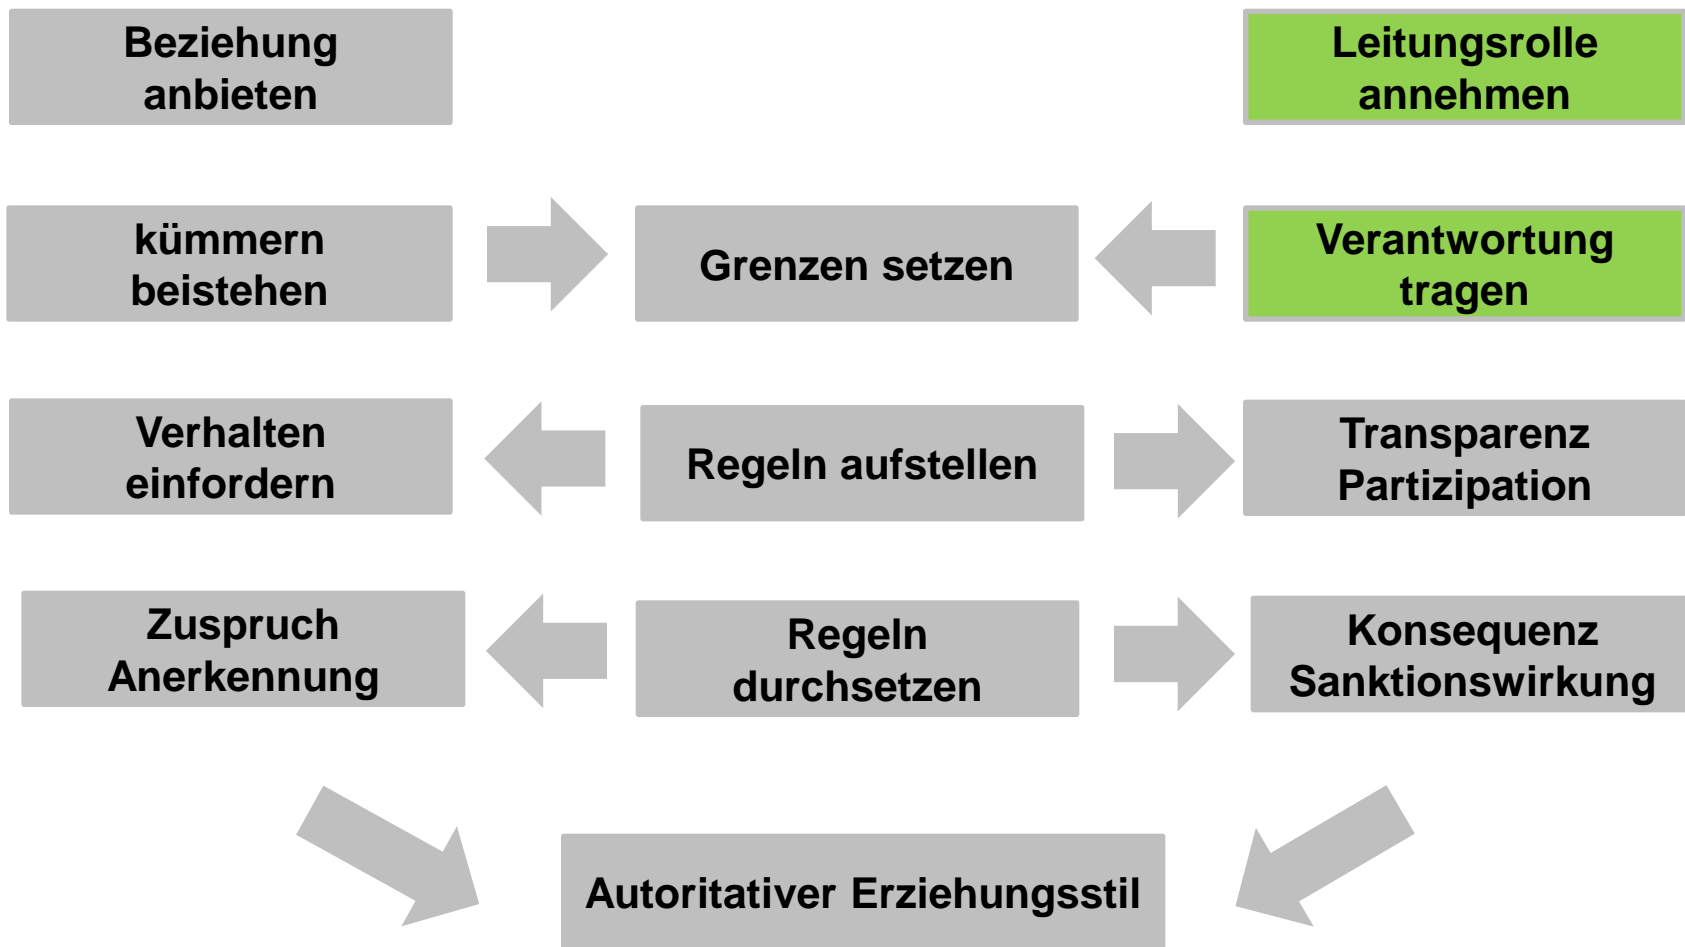 Beziehung
anbieten
Leitungsrolle
annehmen
kümmern
beistehen
Grenzen setzen
Verantwortung
tragen
Verhalten
einfordern
Regeln aufstellen
Transparenz
Partizipation
Zuspruch
Anerkennung
Regeln
durchsetzen
Konsequenz
Sanktionswirkung
Autoritativer Erziehungsstil